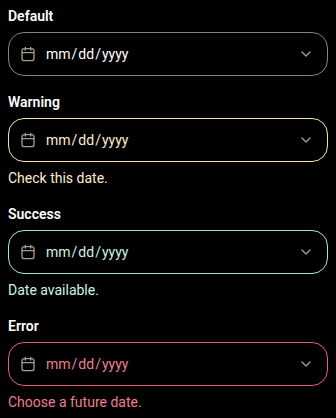 Default
mm/dd/yyyy
Warning
mm/dd/yyyy
Check this date.
Success
mm/dd/yyyy
Date available.
Error
mm/dd/yyyy
Choose a future date.